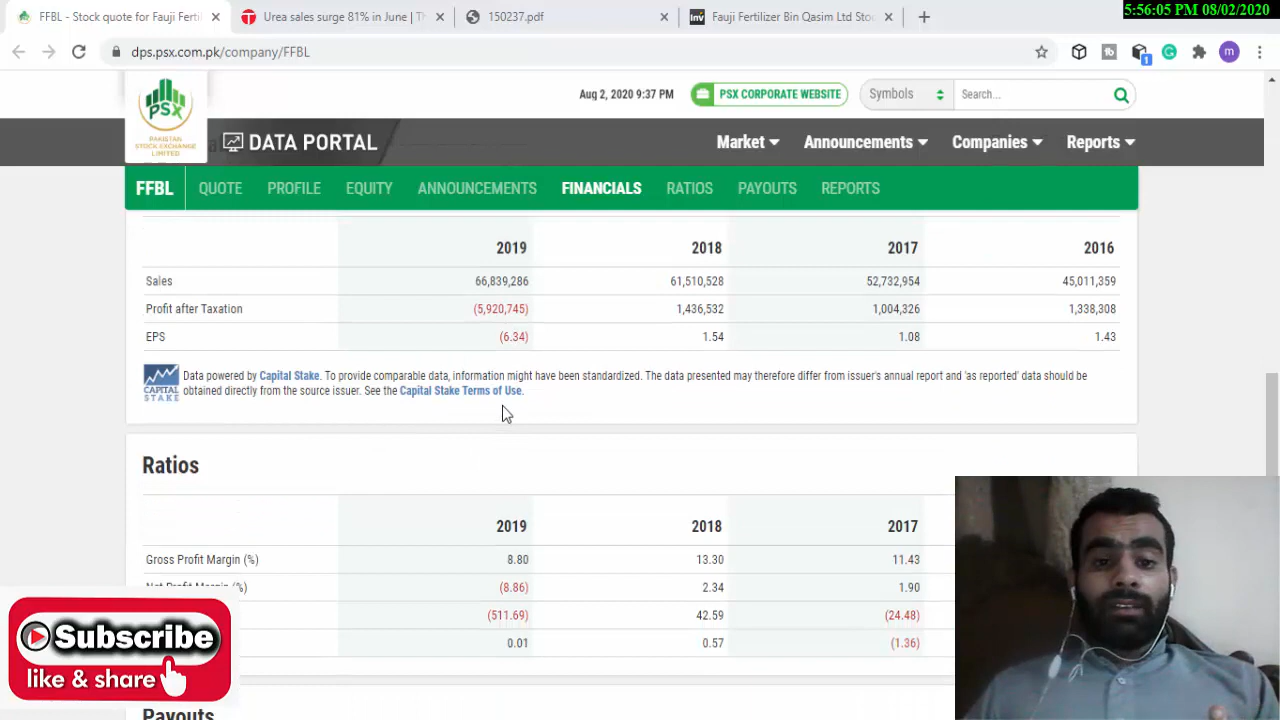 FFBL - Stock quote for Fauji Ferti
Urea sales surge 81% in June | Th
150237.pdf
Inv
Fauji Fertilizer Bin Qasim Ltd Stoc
5:56:05 PM 08/02/2020
dps.psx.com.pk/company/FFBL
1
m
PSX
PAKISTAN
STOCK EXCHANGE
LIMITED
Aug 2, 2020 9:37 PM
PSX CORPORATE WEBSITE
Symbols
Search...
DATA PORTAL
Market
Announcements
Companies
Reports
FFBL QUOTE PROFILE EQUITY ANNOUNCEMENTS FINANCIALS RATIOS PAYOUTS REPORTS
2019 2018 2017 2016
Sales 66,839,286 61,510,528 52,732,954 45,011,359
Profit after Taxation (5,920,745) 1,436,532 1,004,326 1,338,308
EPS (6.34) 1.54 1.08 1.43
CAPITAL
STAKE
Data powered by Capital Stake. To provide comparable data, information might have been standardized. The data presented may therefore differ from issuer's annual report and 'as reported' data should be
obtained directly from the source issuer. See the Capital Stake Terms of Use.
Ratios
2019 2018 2017
Gross Profit Margin (%) 8.80 13.30 11.43
Net Profit Margin (%) (8.86) 2.34 1.90
(511.69) 42.59 (24.48)
0.01 0.57 (1.36)
Subscribe
like & share
Payouts